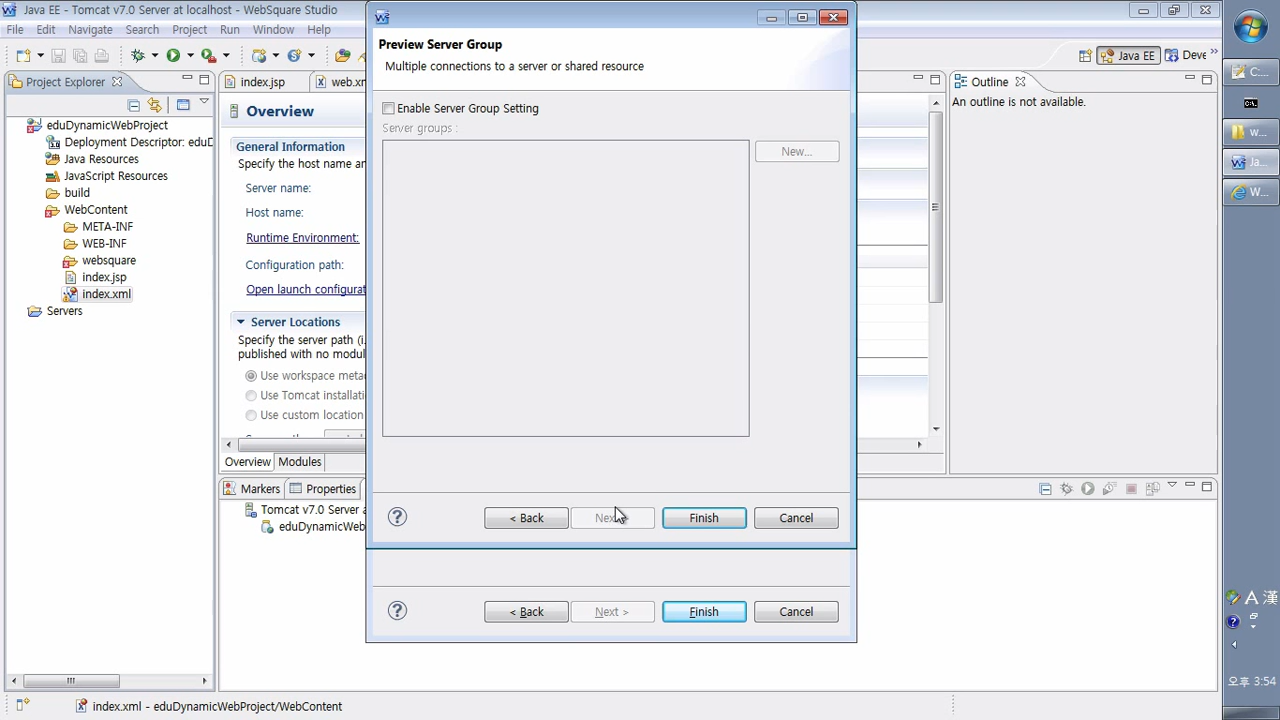 Java EE - Tomcat v7.0 Server at localhost - WebSquare Studio
File Edit Navigate Search Project Run Window Help
Java EE
Deve
Project Explorer
eduDynamicWebProject
Deployment Descriptor: eduD
Java Resources
JavaScript Resources
build
WebContent
META-INF
WEB-INF
websquare
index.jsp
index.xml
Servers
index.jsp
web.xm
Overview
General Information
Specify the host name an
Server name:
Host name:
Runtime Environment:
Configuration path:
Open launch configurat
Server Locations
Specify the server path (i.
published with no modul
Use workspace meta
Use Tomcat installati
Use custom location
Overview Modules
Markers Properties
Tomcat v7.0 Server a
eduDynamicWeb
Preview Server Group
Multiple connections to a server or shared resource
Enable Server Group Setting
Server groups :
New...
< Back
Finish
Cancel
< Back
Next >
Finish
Cancel
Outline
An outline is not available.
C...
w...
Ja...
W...
A 漢
오후 3:54
index.xml - eduDynamicWebProject/WebContent